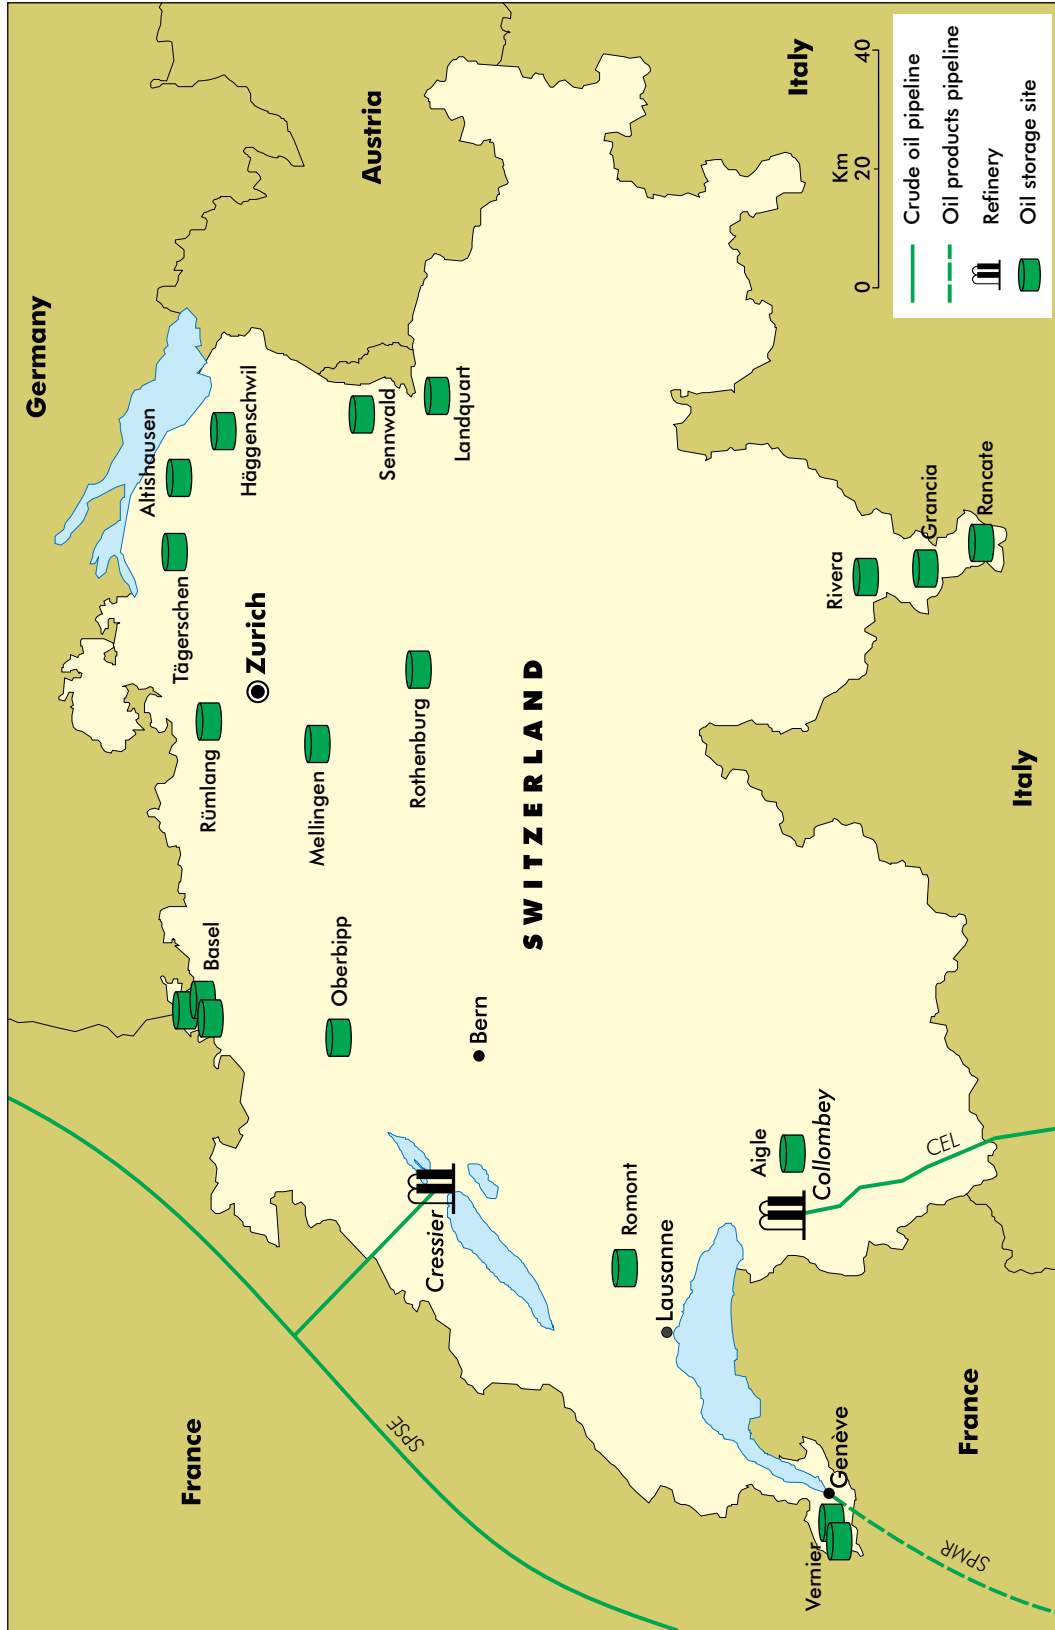 Germany
Altishausen
Häggenschwil
Tägerschen
Zurich
Rümlang
Mellingen
Basel
Oberbipp
Austria
Sennwald
Landquart
Rothenburg
SWITZERLAND
Bern
France
SPSE
Cressier
Romont
Lausanne
Aigle
Collombey
CEL
Genève
Vernier
SPMR
France
Rivera
Grancia
Rancate
Italy
Italy
Km
0 20 40
Crude oil pipeline
Oil products pipeline
Refinery
Oil storage site